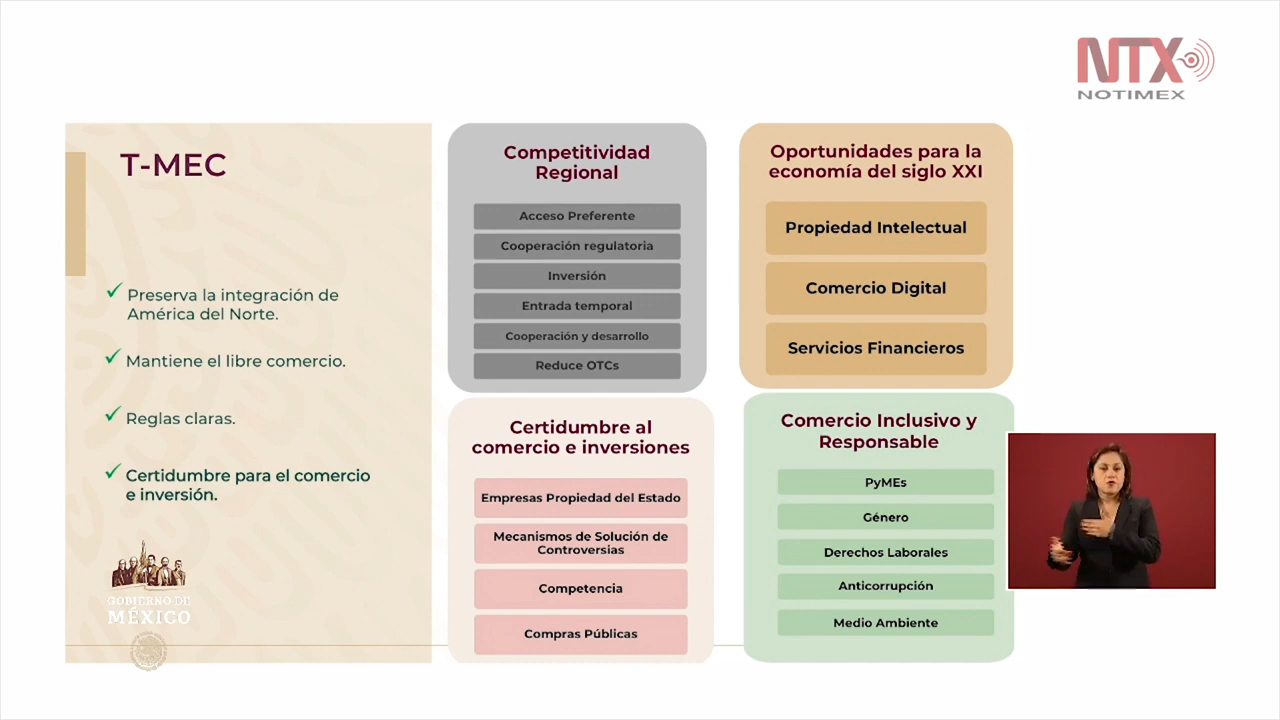 NTX
NOTIMEX
T-MEC
Preserva la integración de
América del Norte.
Mantiene el libre comercio.
Reglas claras.
Certidumbre para el comercio
e inversión.
GOBIERNO DE
MÉXICO
Competitividad
Regional
Acceso Preferente
Cooperación regulatoria
Inversión
Entrada temporal
Cooperación y desarrollo
Reduce OTCs
Oportunidades para la
economía del siglo XXI
Propiedad Intelectual
Comercio Digital
Servicios Financieros
Certidumbre al
comercio e inversiones
Empresas Propiedad del Estado
Mecanismos de Solución de
Controversias
Competencia
Compras Públicas
Comercio Inclusivo y
Responsable
PyMEs
Género
Derechos Laborales
Anticorrupción
Medio Ambiente